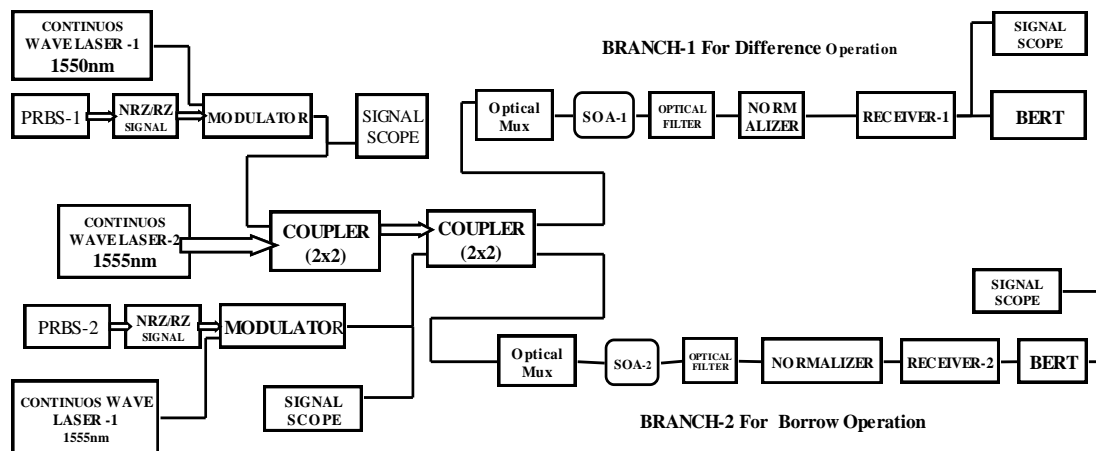 CONTINUOS
WAVE LASER -1
1550nm
PRBS-1
NRZ/RZ
SIGNAL
MODULATOR
SIGNAL
SCOPE
CONTINUOS
WAVE LASER-2
1555nm
COUPLER
(2x2)
COUPLER
(2x2)
PRBS-2
NRZ/RZ
SIGNAL
MODULATOR
CONTINUOS WAVE
LASER -1
1555nm
SIGNAL
SCOPE
BRANCH-1 For Difference Operation
Optical
Mux
SOA-1
OPTICAL
FILTER
NORM
ALIZER
RECEIVER-1
SIGNAL
SCOPE
BERT
Optical
Mux
SOA-2
OPTICAL
FILTER
NORMALIZER
RECEIVER-2
BERT
SIGNAL
SCOPE
BRANCH-2 For Borrow Operation